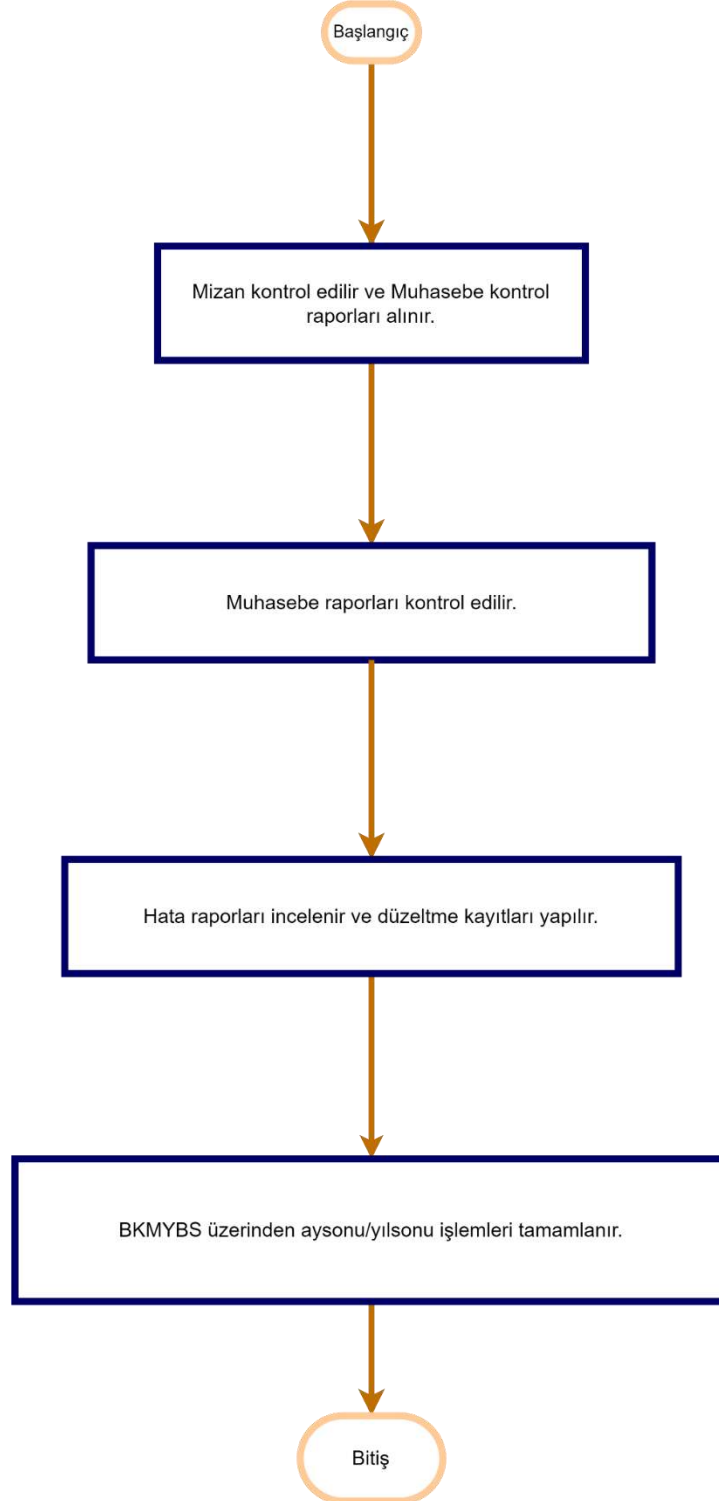 Başlangıç
Mizan kontrol edilir ve Muhasebe kontrol
raporları alınır.
Muhasebe raporları kontrol edilir.
Hata raporları incelenir ve düzeltme kayıtları yapılır.
BKMYBS üzerinden aysonu/yılsonu işlemleri tamamlanır.
Bitiş